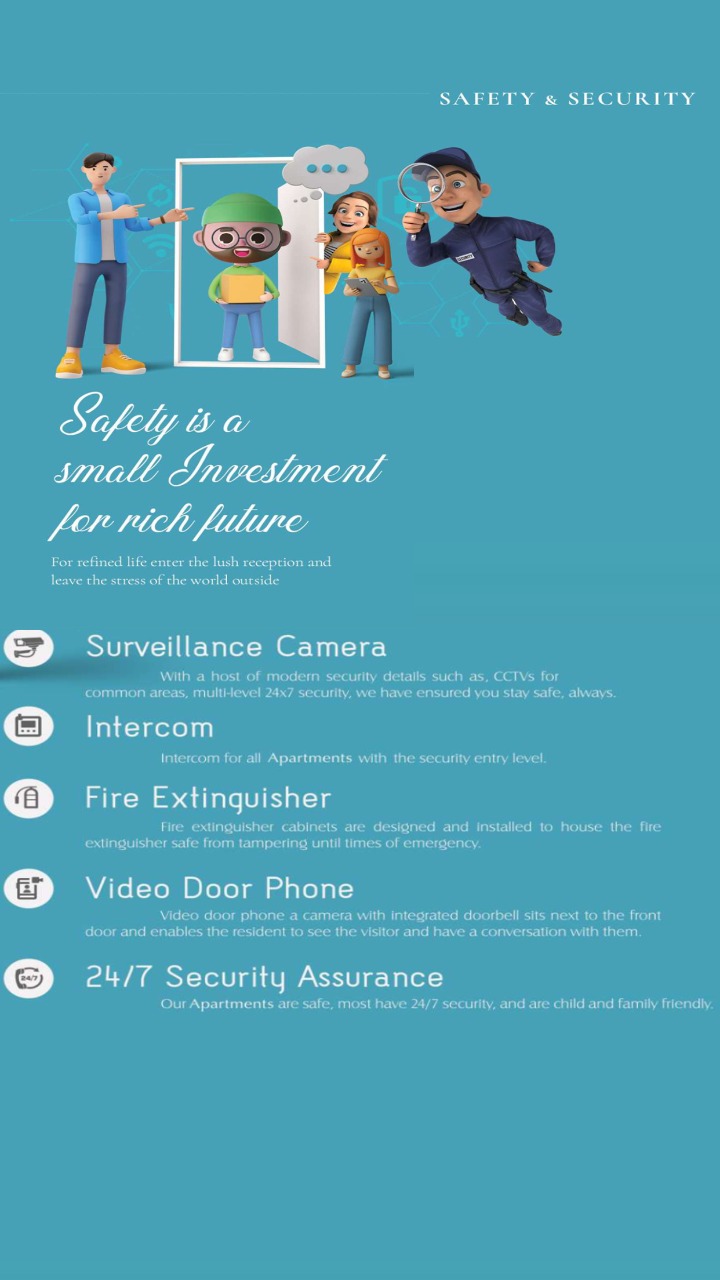 SAFETY & SECURITY
SECURITY
Safety is a
small Investment
for rich future
For refined life enter the lush reception and
leave the stress of the world outside
Surveillance Camera
With a host of modern security details such as, CCTVs for
common areas, multi-level 24x7 security, we have ensured you stay safe, always.
Intercom
Intercom for all Apartments with the security entry level.
Fire Extinguisher
Fire extinguisher cabinets are designed and installed to house the fire
extinguisher safe from tampering until times of emergency.
Video Door Phone
Video door phone a camera with integrated doorbell sits next to the front
door and enables the resident to see the visitor and have a conversation with them.
24/7
24/7 Security Assurance
Our Apartments are safe, most have 24/7 security, and are child and family friendly.